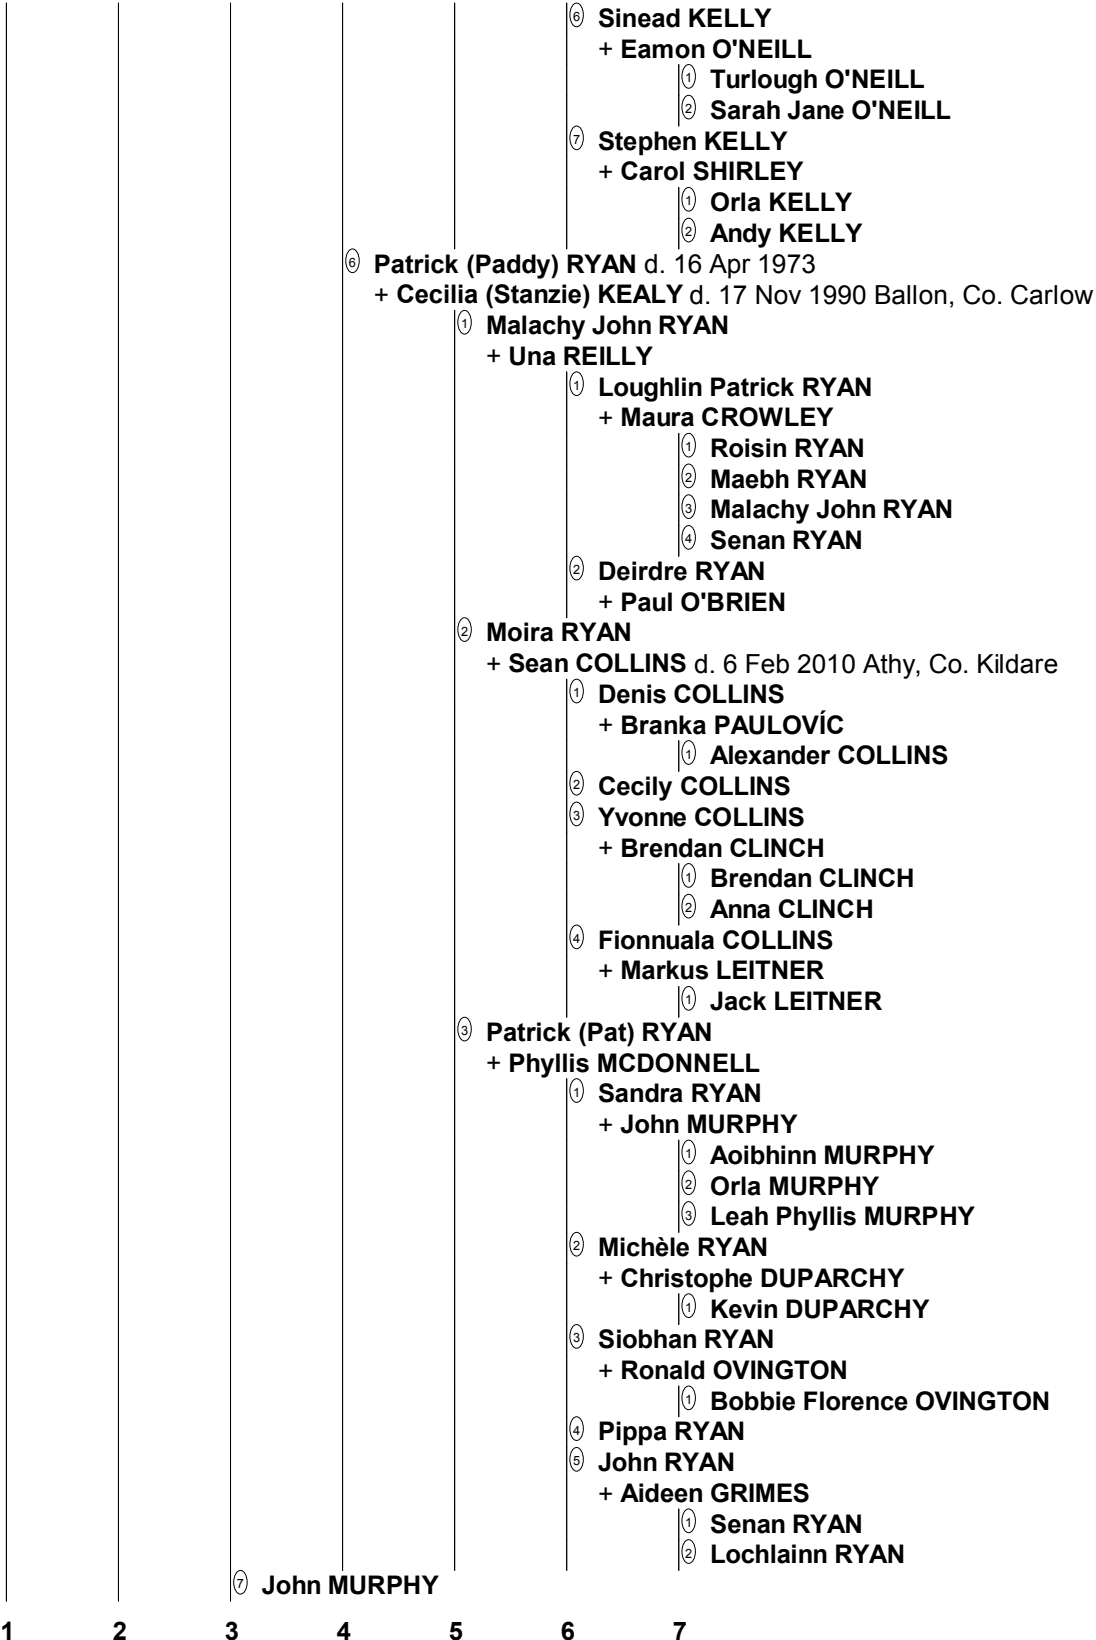 ⑥ Sinead KELLY
+ Eamon O'NEILL
① Turlough O'NEILL
② Sarah Jane O'NEILL
⑦ Stephen KELLY
+ Carol SHIRLEY
① Orla KELLY
② Andy KELLY
⑥ Patrick (Paddy) RYAN d. 16 Apr 1973
+ Cecilia (Stanzie) KEALY d. 17 Nov 1990 Ballon, Co. Carlow
① Malachy John RYAN
+ Una REILLY
① Loughlin Patrick RYAN
+ Maura CROWLEY
① Roisin RYAN
② Maebh RYAN
③ Malachy John RYAN
④ Senan RYAN
② Deirdre RYAN
+ Paul O'BRIEN
② Moira RYAN
+ Sean COLLINS d. 6 Feb 2010 Athy, Co. Kildare
① Denis COLLINS
+ Branka PAULOVÍC
① Alexander COLLINS
② Cecily COLLINS
③ Yvonne COLLINS
+ Brendan CLINCH
① Brendan CLINCH
② Anna CLINCH
④ Fionnuala COLLINS
+ Markus LEITNER
① Jack LEITNER
③ Patrick (Pat) RYAN
+ Phyllis MCDONNELL
① Sandra RYAN
+ John MURPHY
① Aoibhinn MURPHY
② Orla MURPHY
③ Leah Phyllis MURPHY
② Michèle RYAN
+ Christophe DUPARCHY
① Kevin DUPARCHY
③ Siobhan RYAN
+ Ronald OVINGTON
① Bobbie Florence OVINGTON
④ Pippa RYAN
⑤ John RYAN
+ Aideen GRIMES
① Senan RYAN
② Lochlainn RYAN
⑦ John MURPHY
1 2 3 4 5 6 7